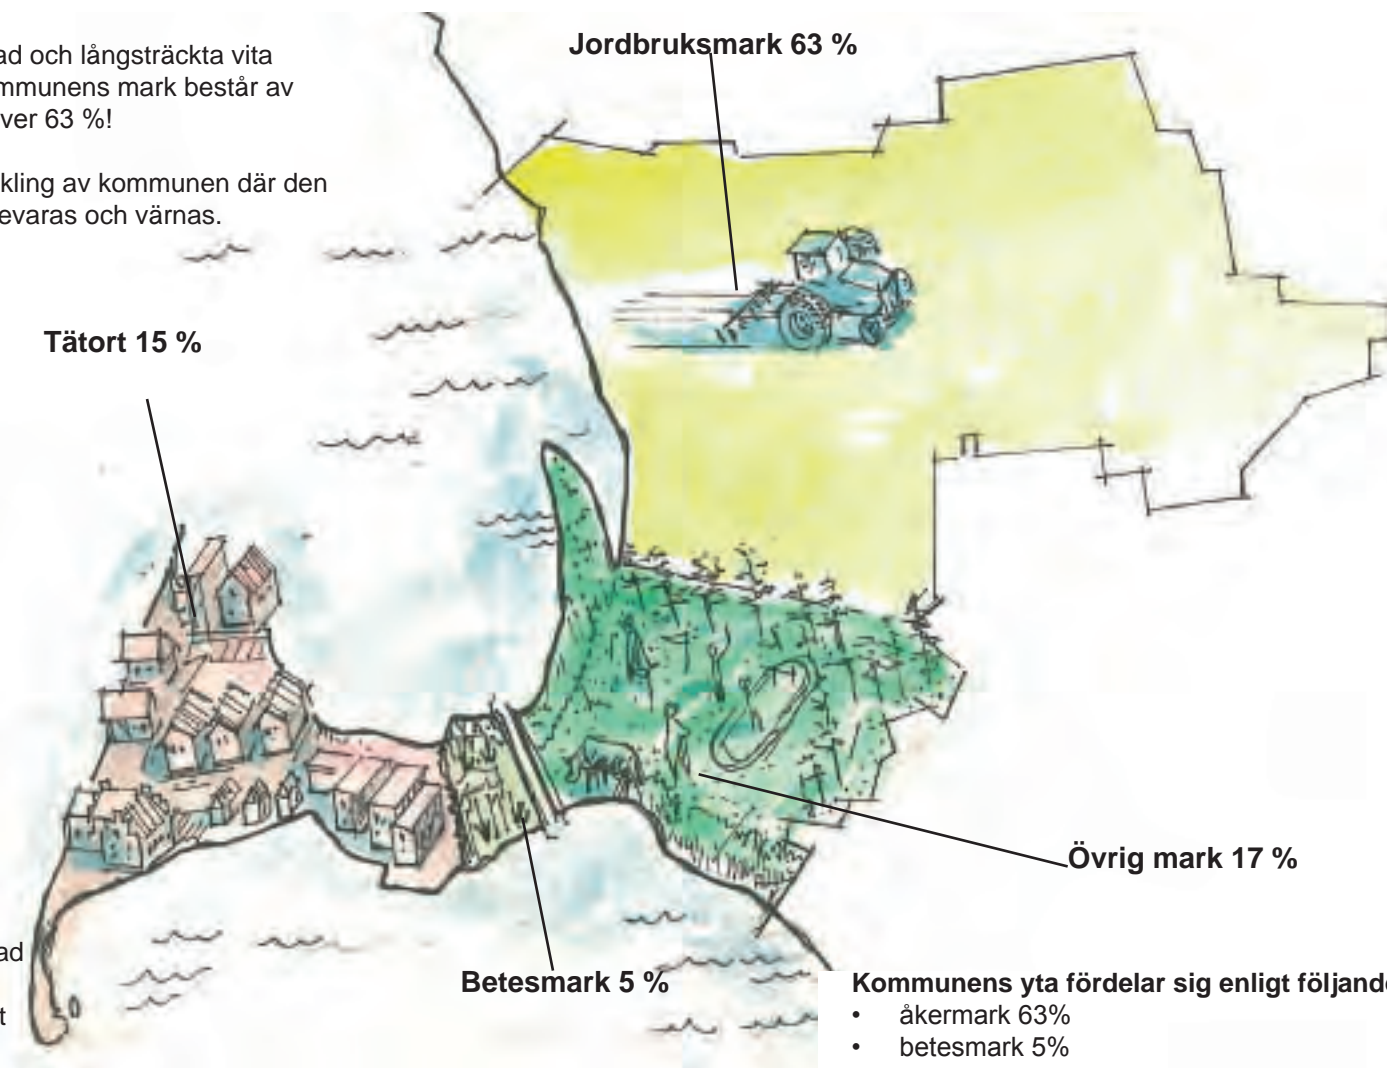 ad och långsträckta vita
mmunens mark består av
ver 63 %!
kling av kommunen där den
evaras och värnas.
Jordbruksmark 63 %
Tätort 15 %
Övrig mark 17 %
Betesmark 5 %
ad
t
Kommunens yta fördelar sig enligt följande
• åkermark 63%
• betesmark 5%